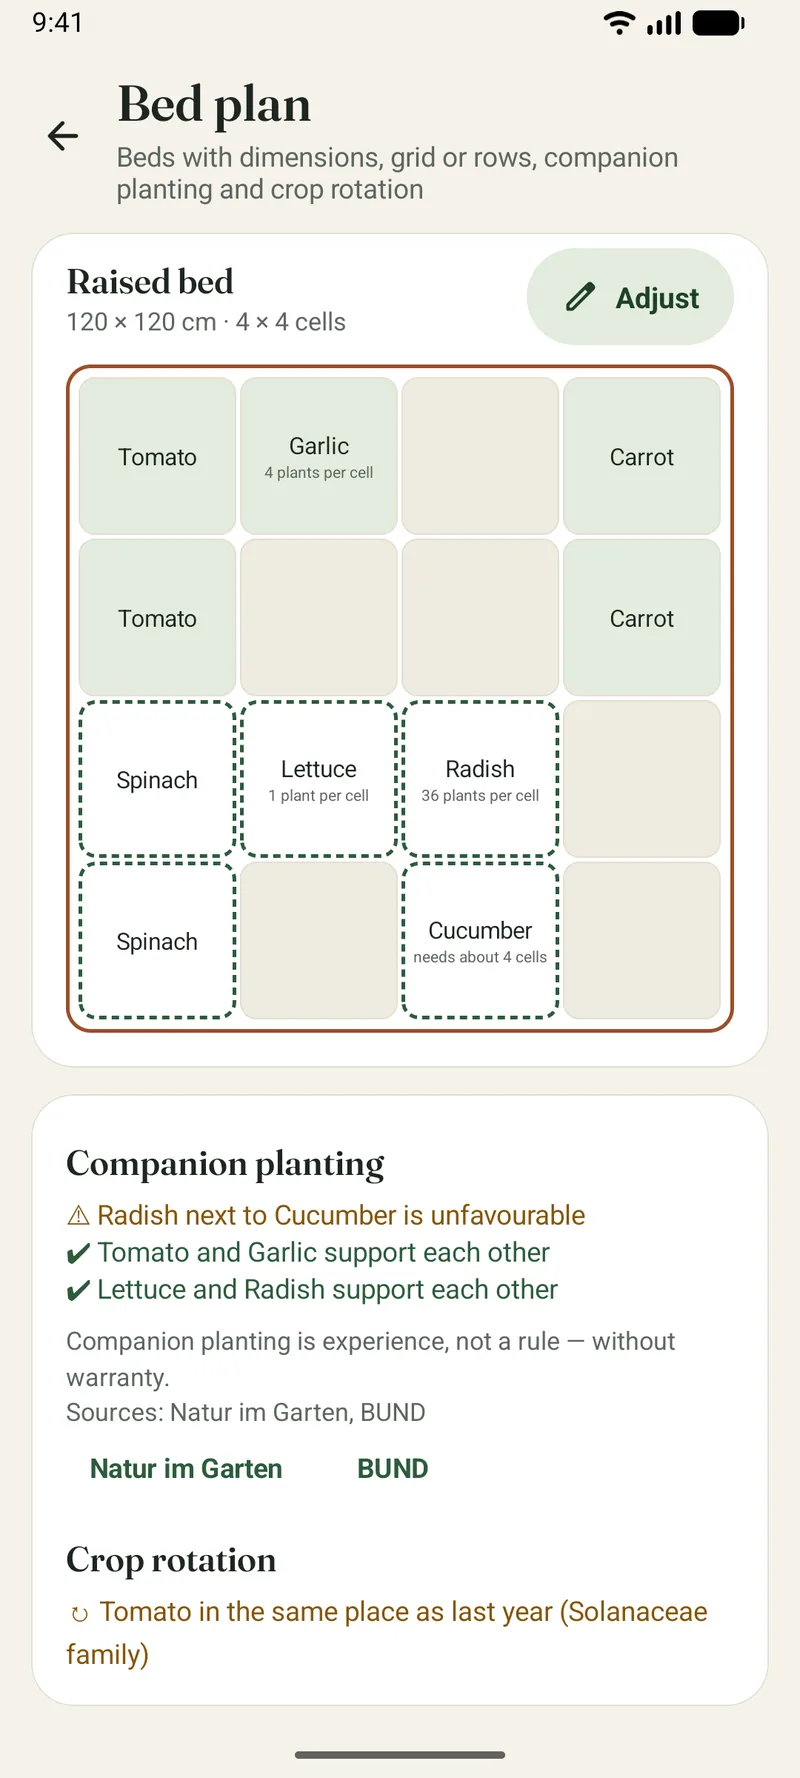 9:41
Bed plan
Beds with dimensions, grid or rows, companion
planting and crop rotation
Raised bed
120 × 120 cm · 4 × 4 cells
Adjust
Tomato
Garlic
4 plants per cell
Carrot
Tomato
Carrot
Spinach
Lettuce
1 plant per cell
Radish
36 plants per cell
Spinach
Cucumber
needs about 4 cells
Companion planting
⚠ Radish next to Cucumber is unfavourable
✔ Tomato and Garlic support each other
✔ Lettuce and Radish support each other
Companion planting is experience, not a rule — without
warranty.
Sources: Natur im Garten, BUND
Natur im Garten
BUND
Crop rotation
↻ Tomato in the same place as last year (Solanaceae
family)